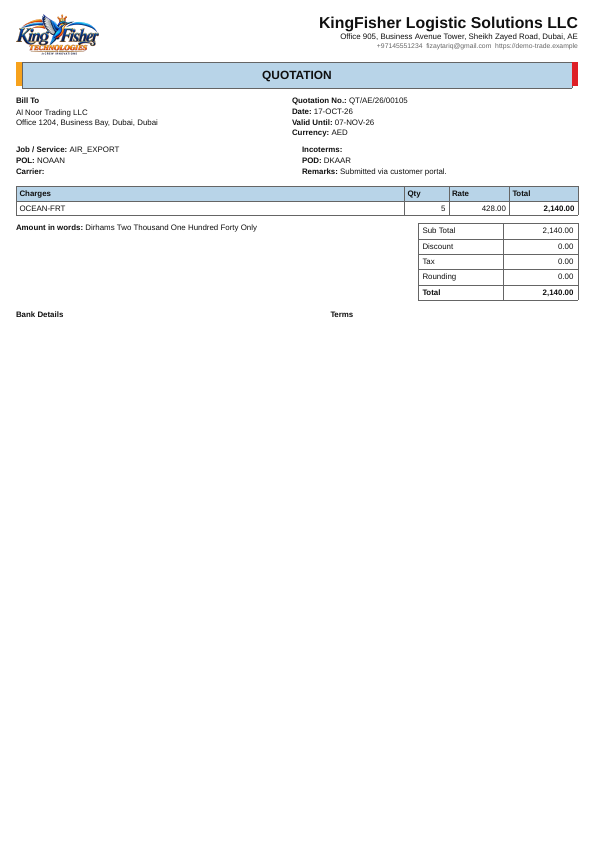 King Fisher
TECHNOLOGIES
KingFisher Logistic Solutions LLC
Office 905, Business Avenue Tower, Sheikh Zayed Road, Dubai, AE
+97145551234 fizaytariq@gmail.com https://demo-trade.example
QUOTATION
Bill To
Al Noor Trading LLC
Office 1204, Business Bay, Dubai, Dubai
Quotation No.: QT/AE/26/00105
Date: 17-OCT-26
Valid Until: 07-NOV-26
Currency: AED
Job / Service: AIR_EXPORT
POL: NOAAN
Carrier:
Incoterms:
POD: DKAAR
Remarks: Submitted via customer portal.
Charges Qty Rate Total
OCEAN-FRT 5 428.00 2,140.00
Amount in words: Dirhams Two Thousand One Hundred Forty Only
Sub Total 2,140.00
Discount 0.00
Tax 0.00
Rounding 0.00
Total 2,140.00
Bank Details
Terms